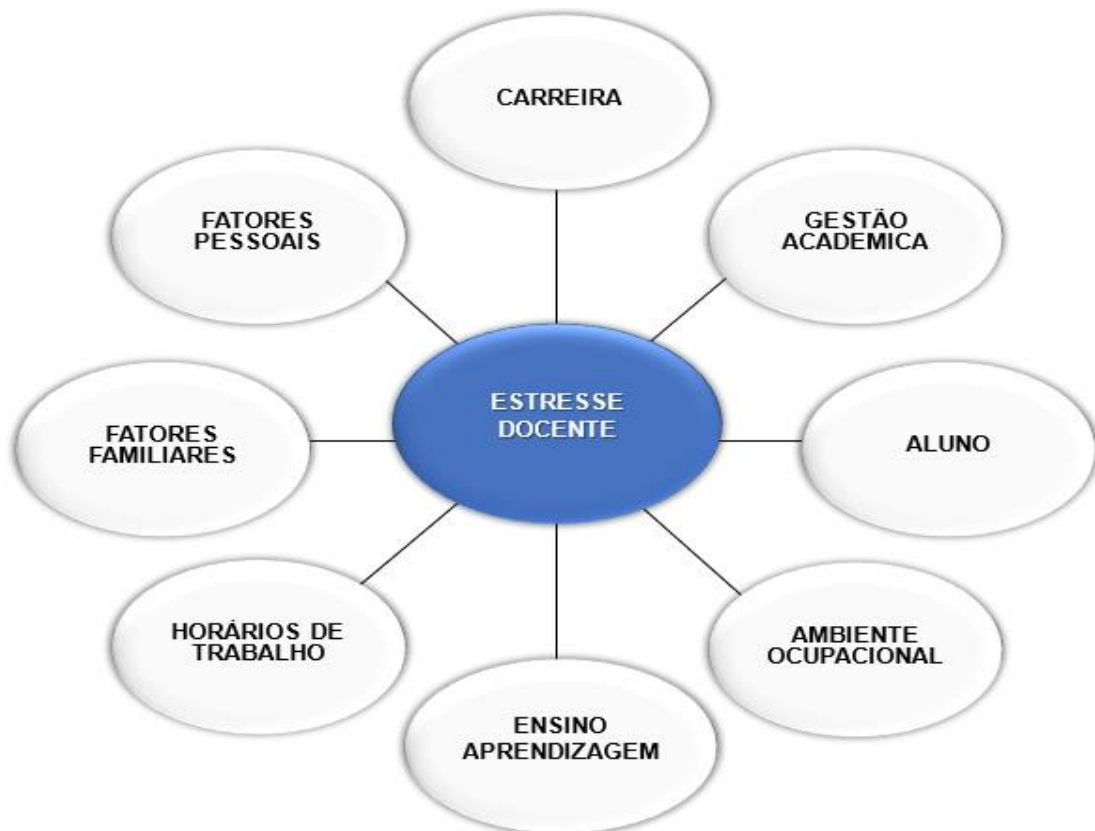 CARREIRA
FATORES
PESSOAIS
GESTÃO
ACADEMICA
ESTRESSE
DOCENTE
FATORES
FAMILIARES
ALUNO
HORÁRIOS DE
TRABALHO
AMBIENTE
OCUPACIONAL
ENSINO
APRENDIZAGEM